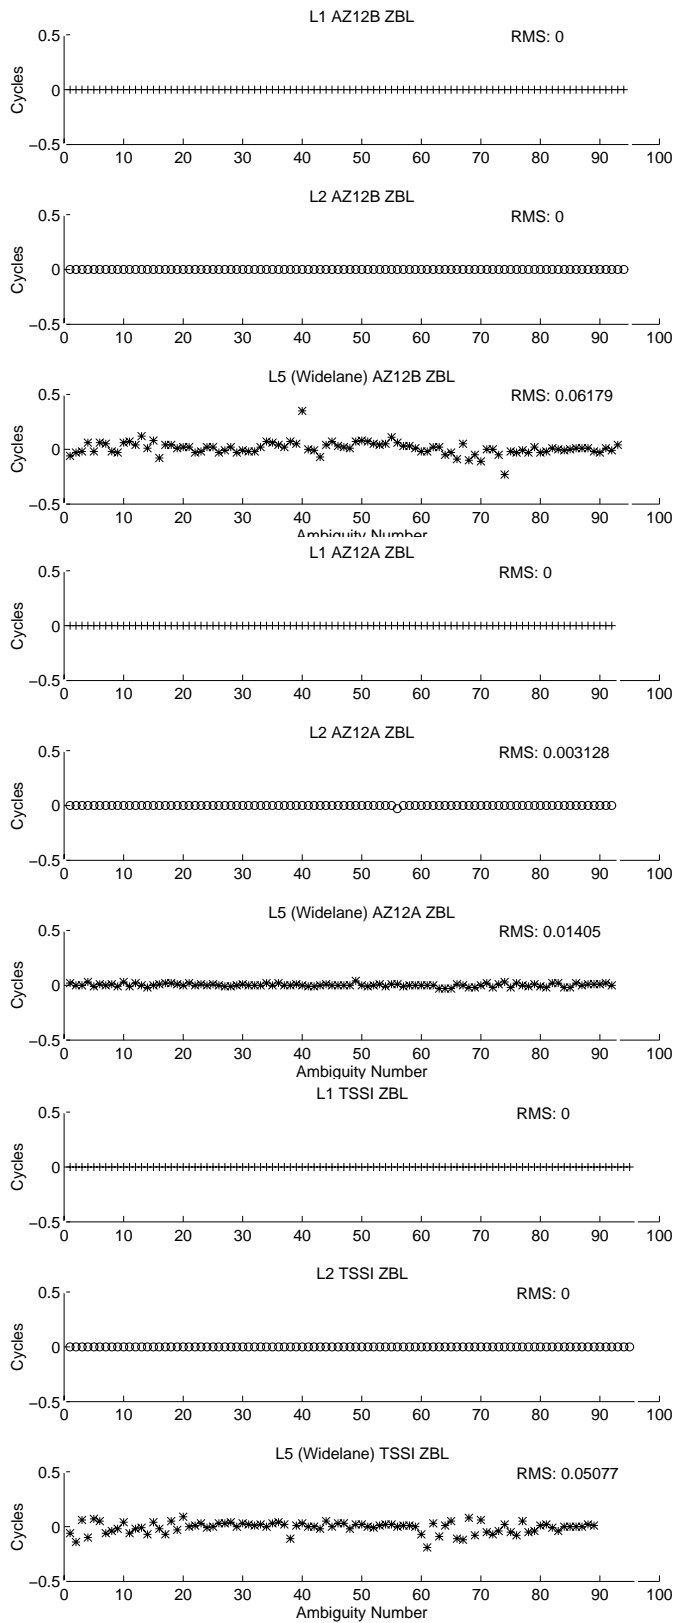 L1 AZ12B ZBL
RMS: 0
0.5
0
−0.5
Cycles
0 10 20 30 40 50 60 70 80 90 100
L2 AZ12B ZBL
RMS: 0
0.5
0
−0.5
Cycles
0 10 20 30 40 50 60 70 80 90 100
L5 (Widelane) AZ12B ZBL
RMS: 0.06179
0.5
0
−0.5
Cycles
0 10 20 30 40 50 60 70 80 90 100
Ambiguity Number
L1 AZ12A ZBL
RMS: 0
0.5
0
−0.5
Cycles
0 10 20 30 40 50 60 70 80 90 100
L2 AZ12A ZBL
RMS: 0.003128
0.5
0
−0.5
Cycles
0 10 20 30 40 50 60 70 80 90 100
L5 (Widelane) AZ12A ZBL
RMS: 0.01405
0.5
0
−0.5
Cycles
0 10 20 30 40 50 60 70 80 90 100
Ambiguity Number
L1 TSSI ZBL
RMS: 0
0.5
0
−0.5
Cycles
0 10 20 30 40 50 60 70 80 90 100
L2 TSSI ZBL
RMS: 0
0.5
0
−0.5
Cycles
0 10 20 30 40 50 60 70 80 90 100
L5 (Widelane) TSSI ZBL
RMS: 0.05077
0.5
0
−0.5
Cycles
0 10 20 30 40 50 60 70 80 90 100
Ambiguity Number